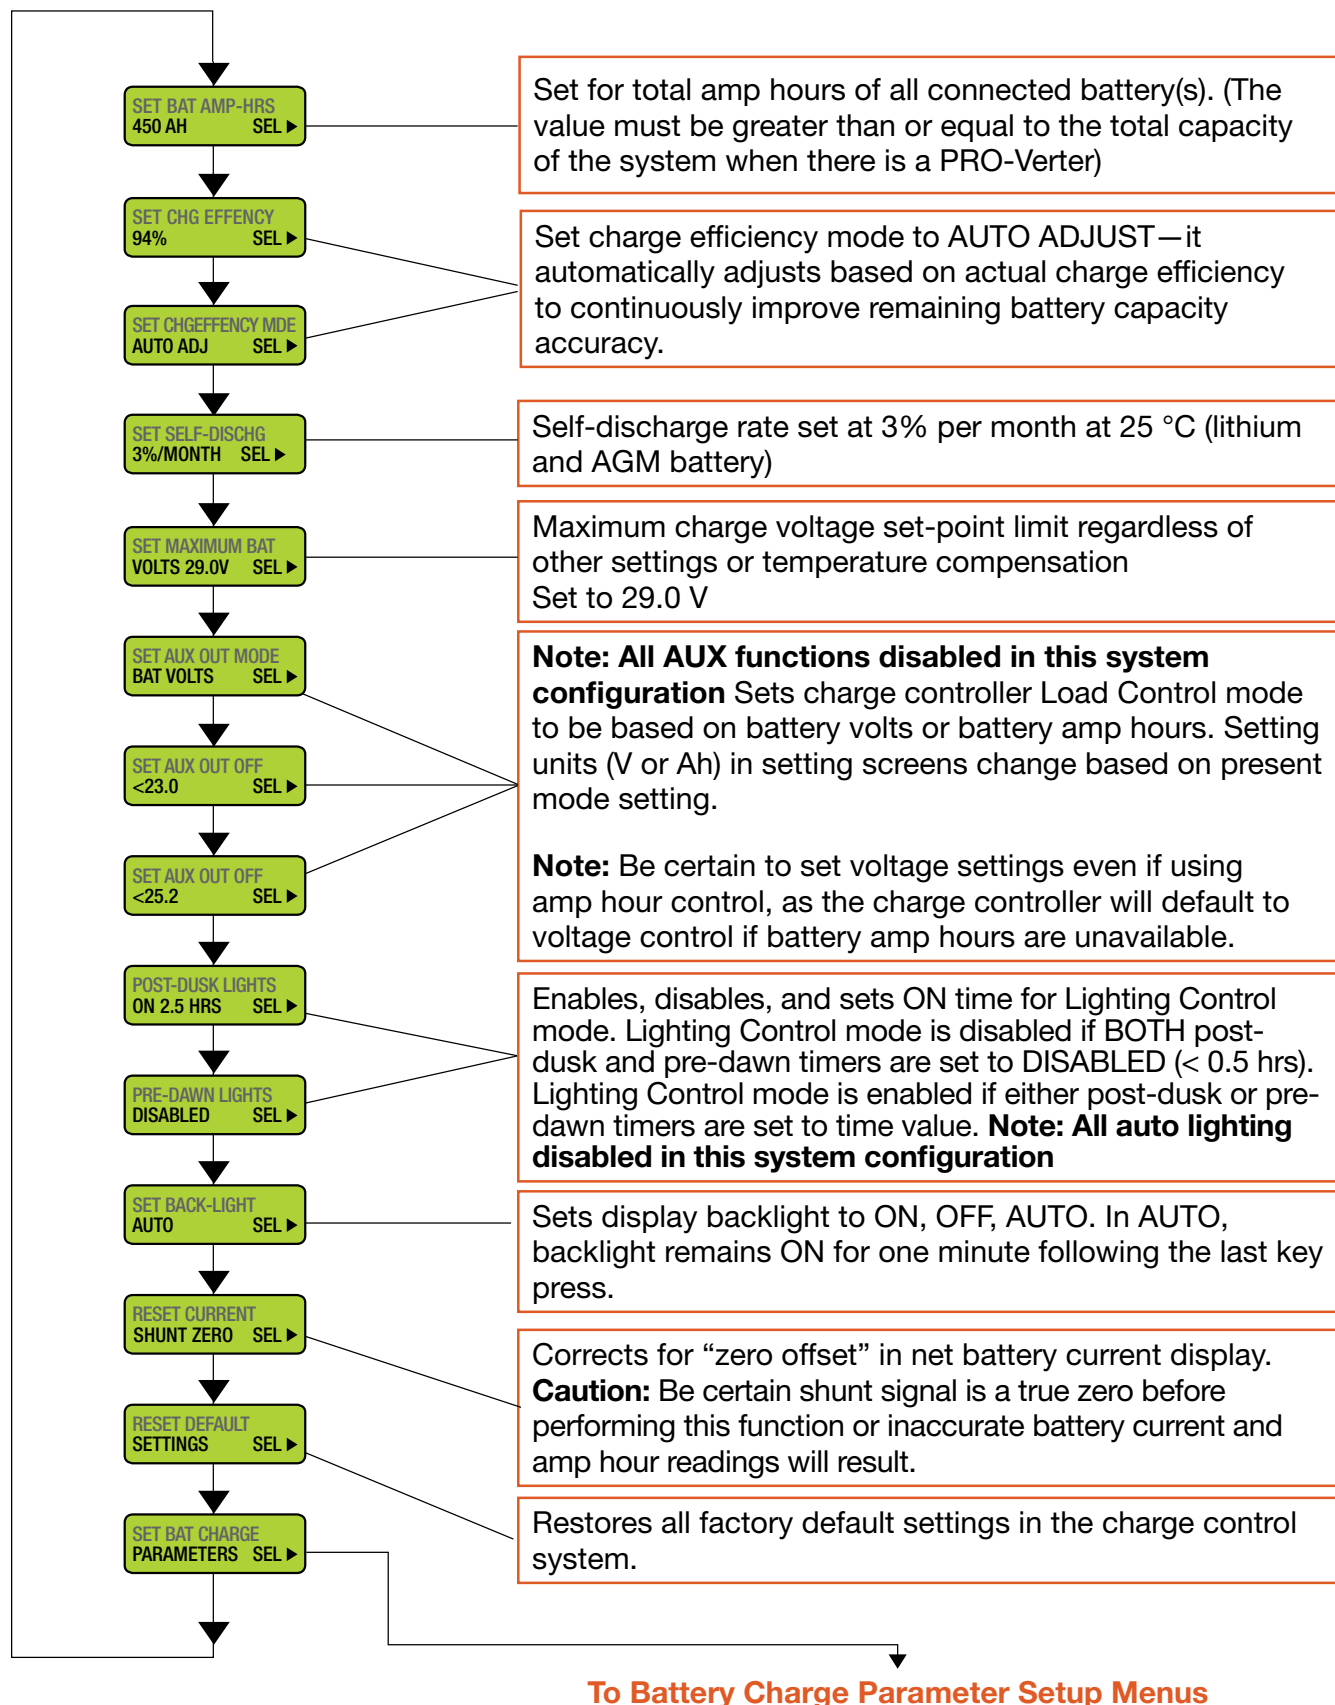 SET BAT AMP-HRS
450 AH SEL
Set for total amp hours of all connected battery(s). (The
value must be greater than or equal to the total capacity
of the system when there is a PRO-Verter)
SET CHG EFFENCY
94% SEL
SET CHGEFFENCY MDE
AUTO ADJ SEL
Set charge efficiency mode to AUTO ADJUST—it
automatically adjusts based on actual charge efficiency
to continuously improve remaining battery capacity
accuracy.
SET SELF-DISCHG
3%/MONTH SEL
Self-discharge rate set at 3% per month at 25 °C (lithium
and AGM battery)
SET MAXIMUM BAT
VOLTS 29.0V SEL
Maximum charge voltage set-point limit regardless of
other settings or temperature compensation
Set to 29.0 V
SET AUX OUT MODE
BAT VOLTS SEL
SET AUX OUT OFF
<23.0 SEL
SET AUX OUT OFF
<25.2 SEL
Note: All AUX functions disabled in this system
configuration Sets charge controller Load Control mode
to be based on battery volts or battery amp hours. Setting
units (V or Ah) in setting screens change based on present
mode setting.
Note: Be certain to set voltage settings even if using
amp hour control, as the charge controller will default to
voltage control if battery amp hours are unavailable.
POST-DUSK LIGHTS
ON 2.5 HRS SEL
PRE-DAWN LIGHTS
DISABLED SEL
Enables, disables, and sets ON time for Lighting Control
mode. Lighting Control mode is disabled if BOTH post-
dusk and pre-dawn timers are set to DISABLED (< 0.5 hrs).
Lighting Control mode is enabled if either post-dusk or pre-
dawn timers are set to time value. Note: All auto lighting
disabled in this system configuration
SET BACK-LIGHT
AUTO SEL
Sets display backlight to ON, OFF, AUTO. In AUTO,
backlight remains ON for one minute following the last key
press.
RESET CURRENT
SHUNT ZERO SEL
Corrects for “zero offset” in net battery current display.
Caution: Be certain shunt signal is a true zero before
performing this function or inaccurate battery current and
amp hour readings will result.
RESET DEFAULT
SETTINGS SEL
Restores all factory default settings in the charge control
system.
SET BAT CHARGE
PARAMETERS SEL
To Battery Charge Parameter Setup Menus